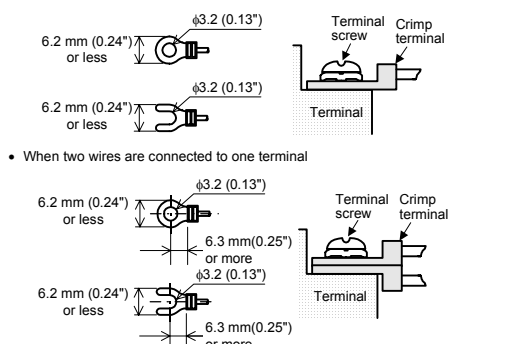 ϕ3.2 (0.13")
6.2 mm (0.24")
or less
ϕ3.2 (0.13")
6.2 mm (0.24")
or less
Terminal
screw
Crimp
terminal
Terminal
• When two wires are connected to one terminal
ϕ3.2 (0.13")
6.2 mm (0.24")
or less
6.3 mm(0.25")
or more
ϕ3.2 (0.13")
6.2 mm (0.24")
or less
6.3 mm(0.25")
or more
Terminal
screw
Crimp
terminal
Terminal